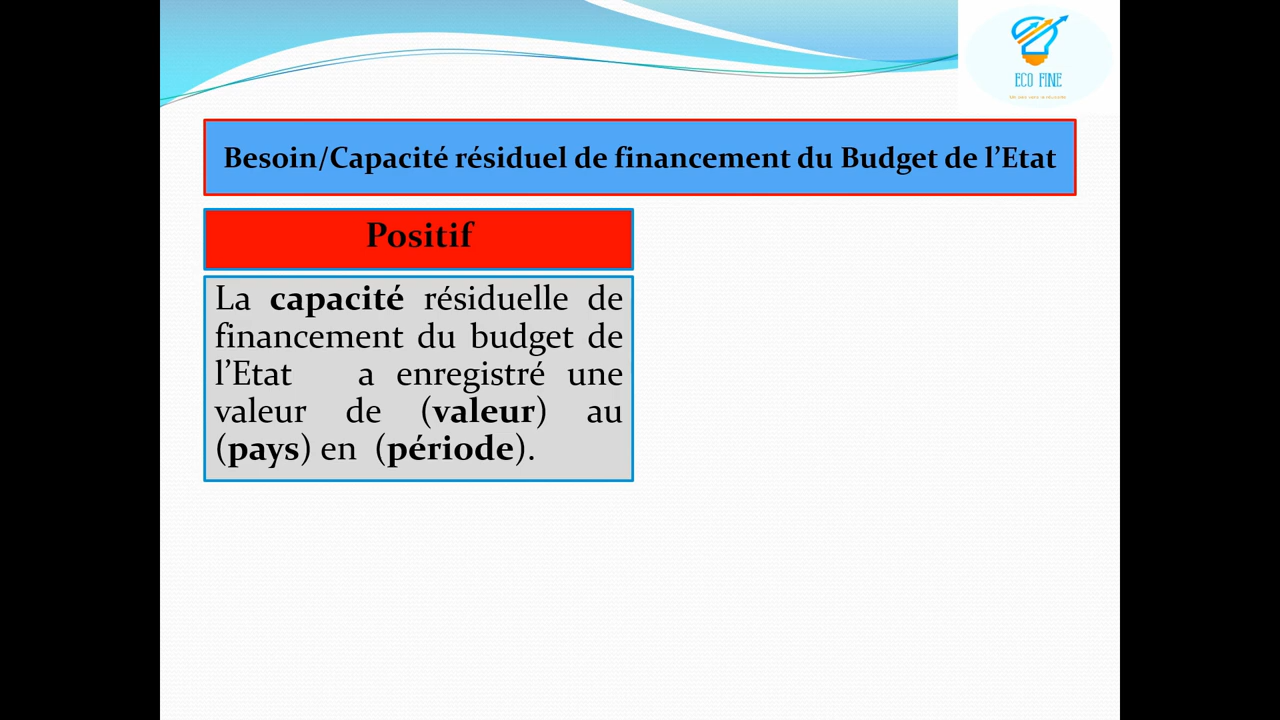 ECO FINE
Besoin/Capacité résiduel de financement du Budget de l’Etat
Positif
La capacité résiduelle de
financement du budget de
l’Etat a enregistré une
valeur de (valeur) au
(pays) en (période).